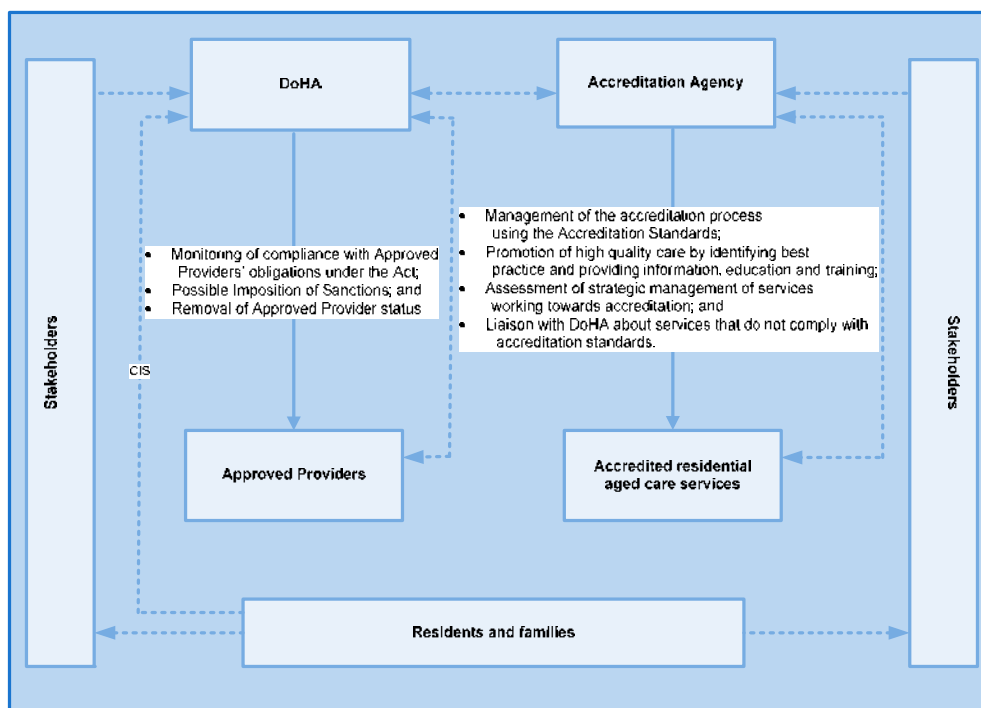 DoHA
Accreditation Agency
Stakeholders
Stakeholders
• Monitoring of compliance with Approved
Providers' obligations under the Act;
• Possible Imposition of Sanctions; and
• Removal of Approved Provider status
• Management of the accreditation process
using the Accreditation Standards;
• Promotion of high quality care by identifying best
practice and providing information, education and training;
• Assessment of strategic management of services
working towards accreditation; and
• Liaison with DoHA about services that do not comply with
accreditation standards.
CIS
Approved Providers
Accredited residential
aged care services
Residents and families